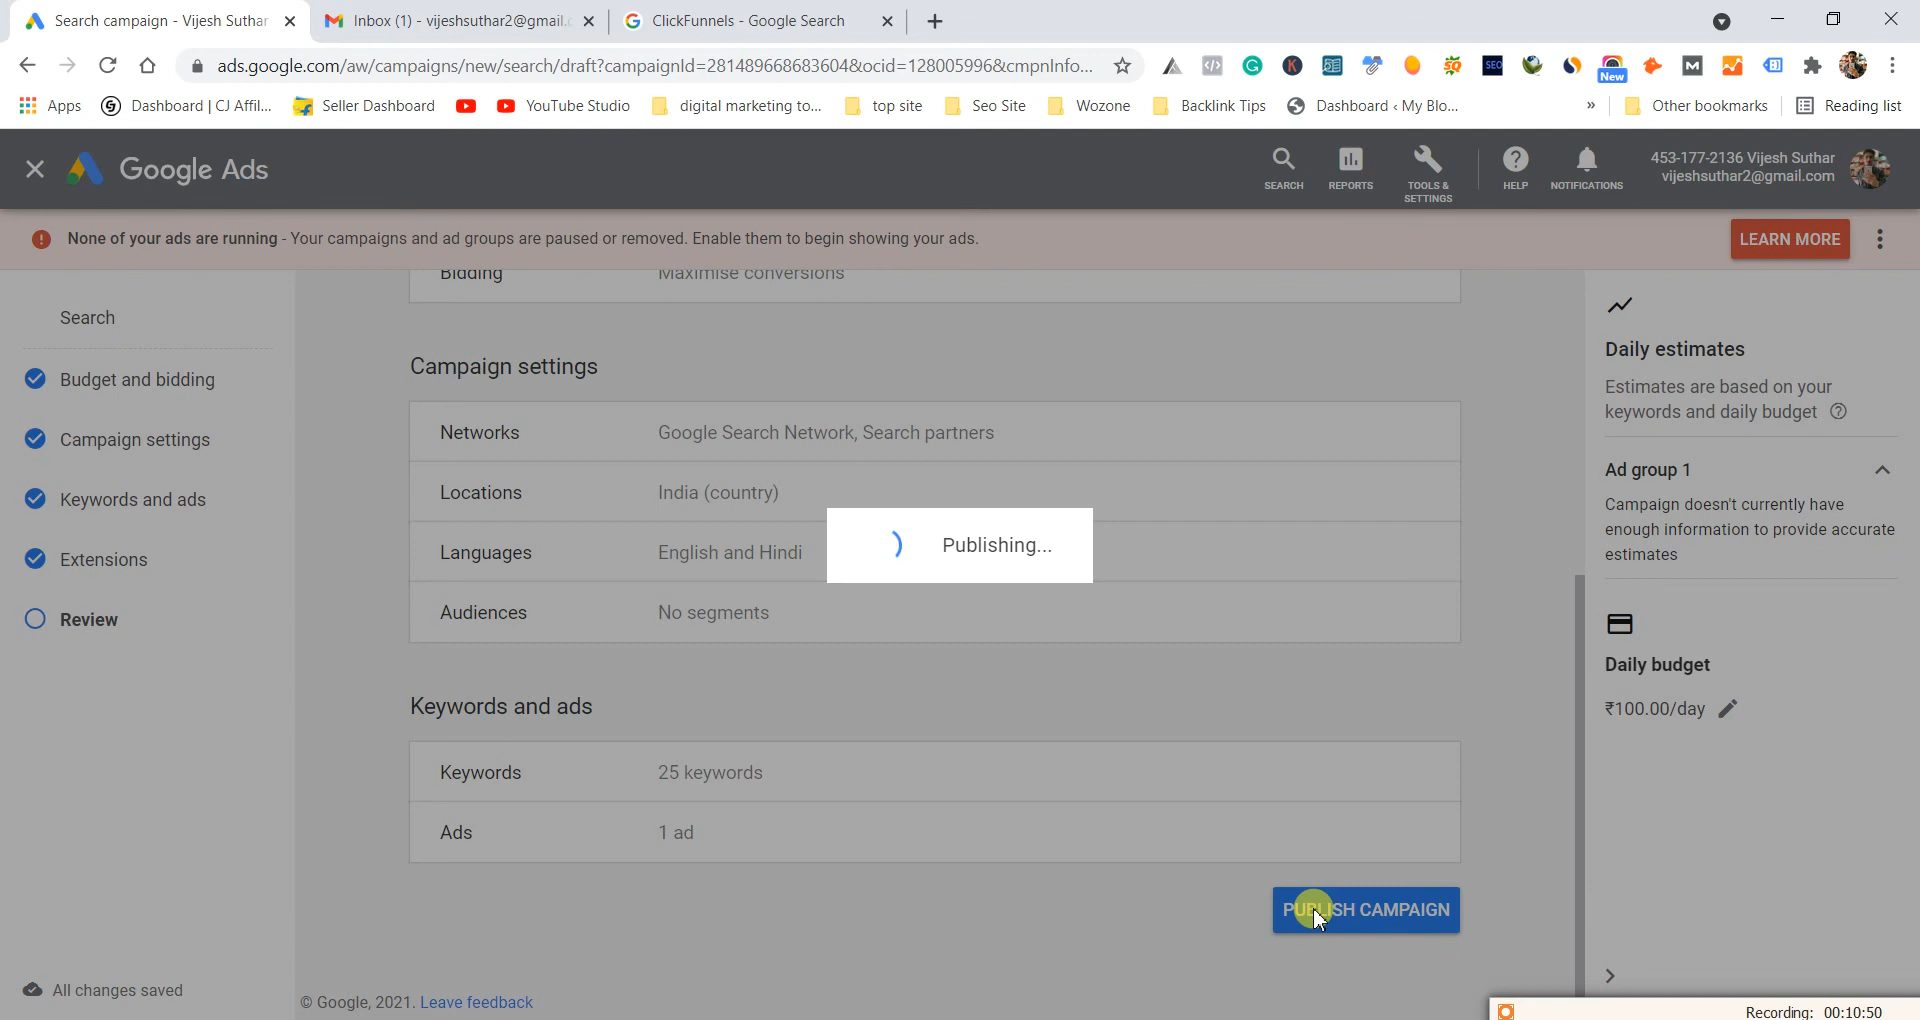 Search campaign - Vijesh Suthar
Inbox (1) - vijeshsuthar2@gmail.c
ClickFunnels - Google Search
ads.google.com/aw/campaigns/new/search/draft?campaignId=281489668683604&ocid=128005996&cmpnInfo...
New
Apps
Dashboard | CJ Affil...
Seller Dashboard
YouTube Studio
digital marketing to...
top site
Seo Site
Wozone
Backlink Tips
Dashboard ‹ My Blo...
»
Other bookmarks
Reading list
Google Ads
SEARCH
REPORTS
TOOLS &
SETTINGS
HELP
NOTIFICATIONS
453-177-2136 Vijesh Suthar
vijeshsuthar2@gmail.com
None of your ads are running - Your campaigns and ad groups are paused or removed. Enable them to begin showing your ads.
LEARN MORE
Search
Budget and bidding
Campaign settings
Keywords and ads
Extensions
Review
All changes saved
Bidding Maximise conversions
Campaign settings
Networks Google Search Network, Search partners
Locations India (country)
Languages English and Hindi
Audiences No segments
Publishing...
Keywords and ads
Keywords 25 keywords
Ads 1 ad
PUBLISH CAMPAIGN
© Google, 2021. Leave feedback
Daily estimates
Estimates are based on your
keywords and daily budget
Ad group 1
Campaign doesn't currently have
enough information to provide accurate
estimates
Daily budget
₹100.00/day
Recording: 00:10:50